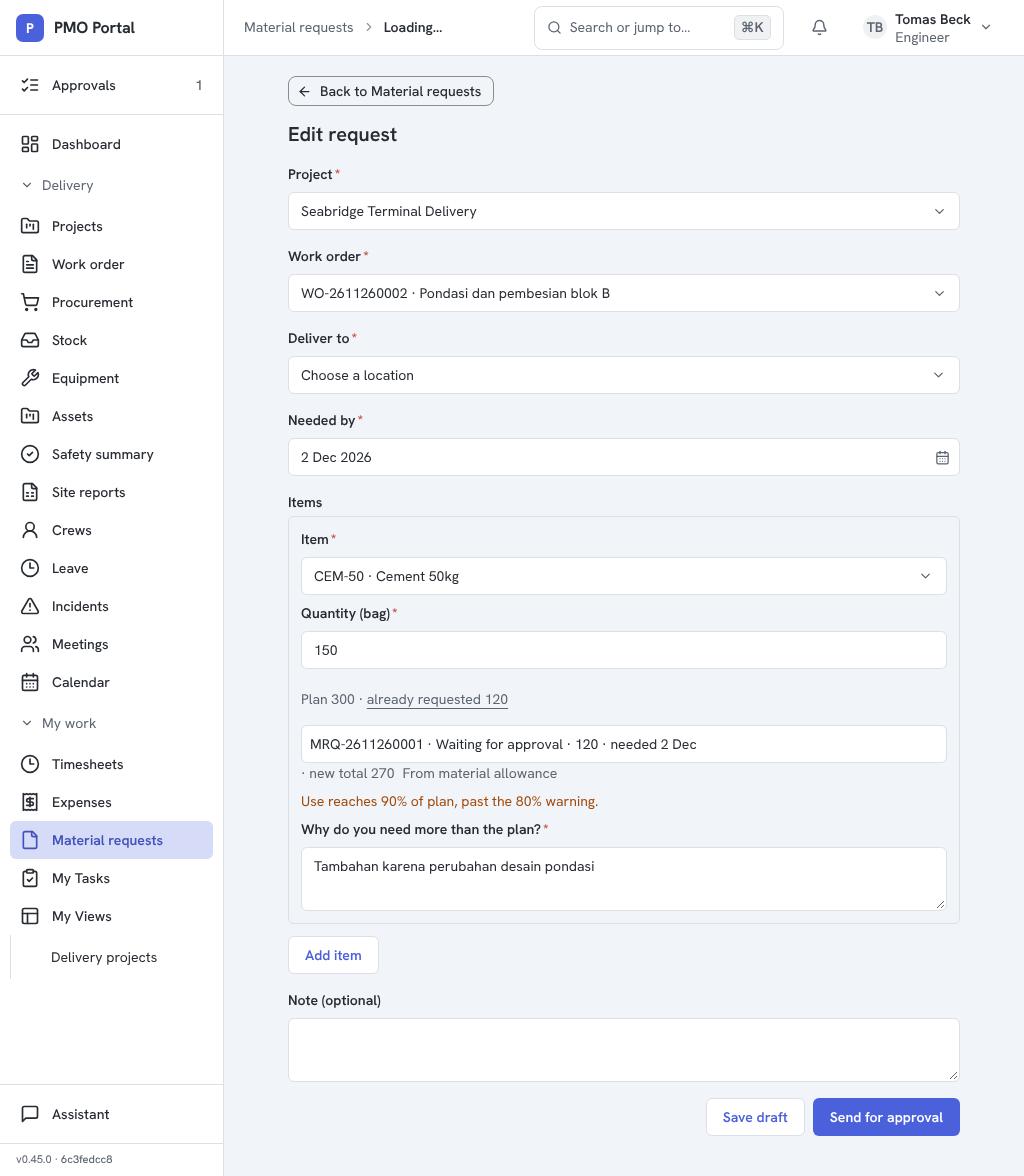 P PMO Portal
Material requests > Loading...
Search or jump to... ⌘K
TB
Tomas Beck
Engineer
Approvals 1
Dashboard
Delivery
Projects
Work order
Procurement
Stock
Equipment
Assets
Safety summary
Site reports
Crews
Leave
Incidents
Meetings
Calendar
My work
Timesheets
Expenses
Material requests
My Tasks
My Views
Delivery projects
Assistant
v0.45.0 · 6c3fedcc8
Back to Material requests
Edit request
Project *
Seabridge Terminal Delivery
Work order *
WO-2611260002 · Pondasi dan pembesian blok B
Deliver to *
Choose a location
Needed by *
2 Dec 2026
Items
Item *
CEM-50 · Cement 50kg
Quantity (bag) *
150
Plan 300 · already requested 120
MRQ-2611260001 · Waiting for approval · 120 · needed 2 Dec
· new total 270 From material allowance
Use reaches 90% of plan, past the 80% warning.
Why do you need more than the plan? *
Tambahan karena perubahan desain pondasi
Add item
Note (optional)
Save draft
Send for approval